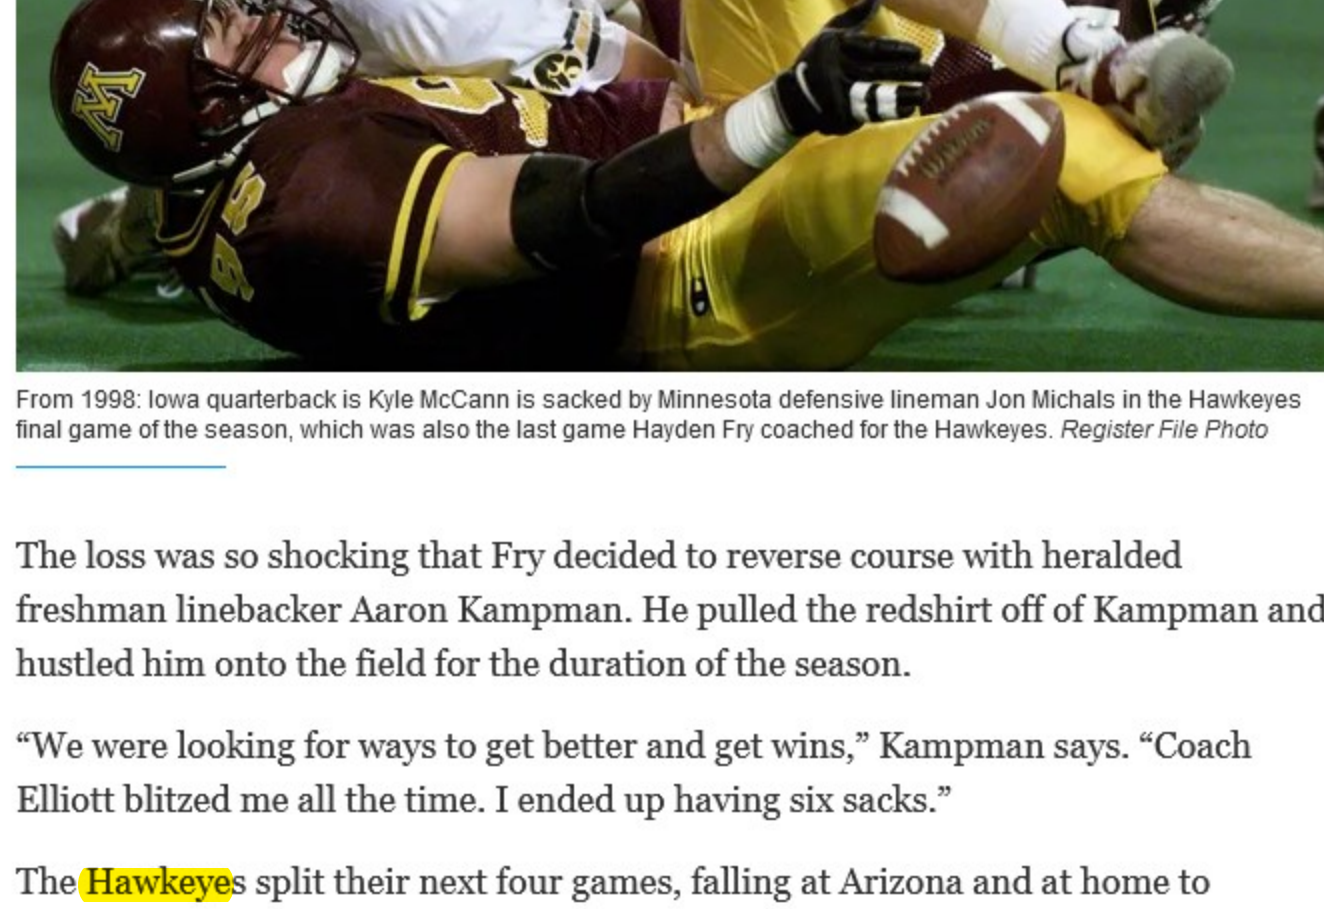 M
95
From 1998: Iowa quarterback is Kyle McCann is sacked by Minnesota defensive lineman Jon Michals in the Hawkeyes
final game of the season, which was also the last game Hayden Fry coached for the Hawkeyes. Register File Photo
The loss was so shocking that Fry decided to reverse course with heralded
freshman linebacker Aaron Kampman. He pulled the redshirt off of Kampman and
hustled him onto the field for the duration of the season.
“We were looking for ways to get better and get wins,” Kampman says. “Coach
Elliott blitzed me all the time. I ended up having six sacks.”
The Hawkeyes split their next four games, falling at Arizona and at home to